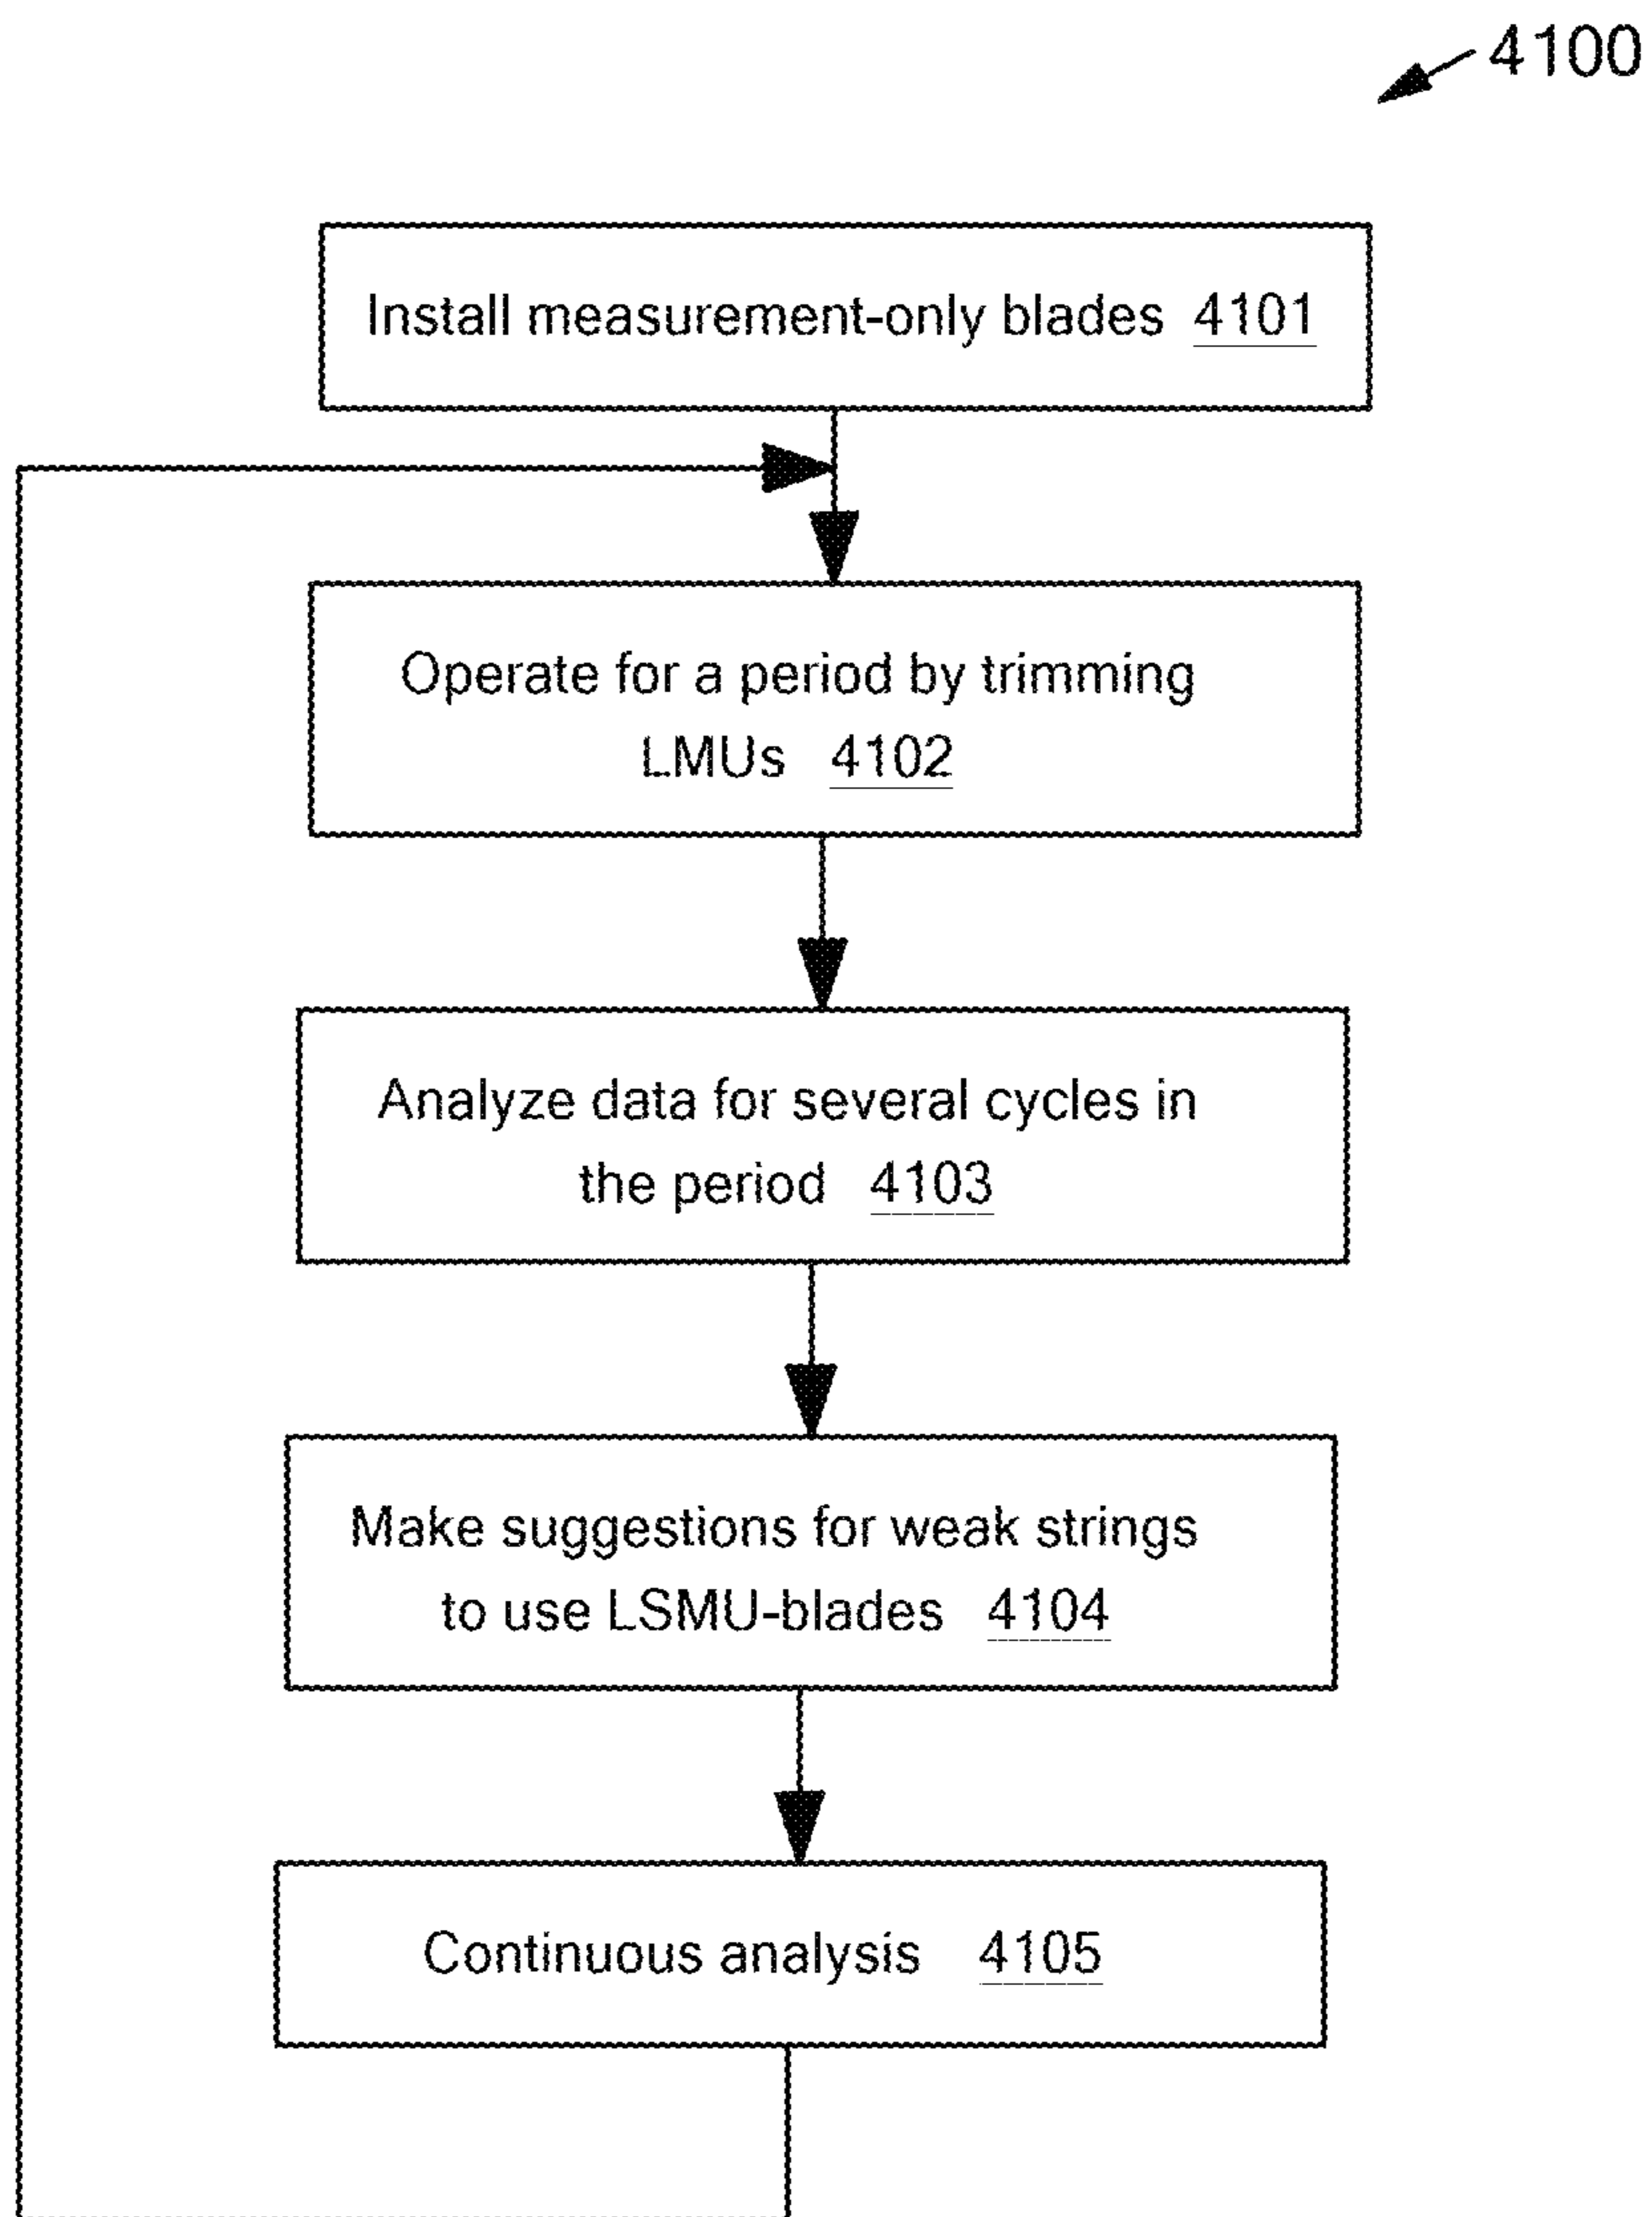 4100
Install measurement-only blades 4101
Operate for a period by trimming
LMUs 4102
Analyze data for several cycles in
the period 4103
Make suggestions for weak strings
to use LSMU-blades 4104
Continuous analysis 4105